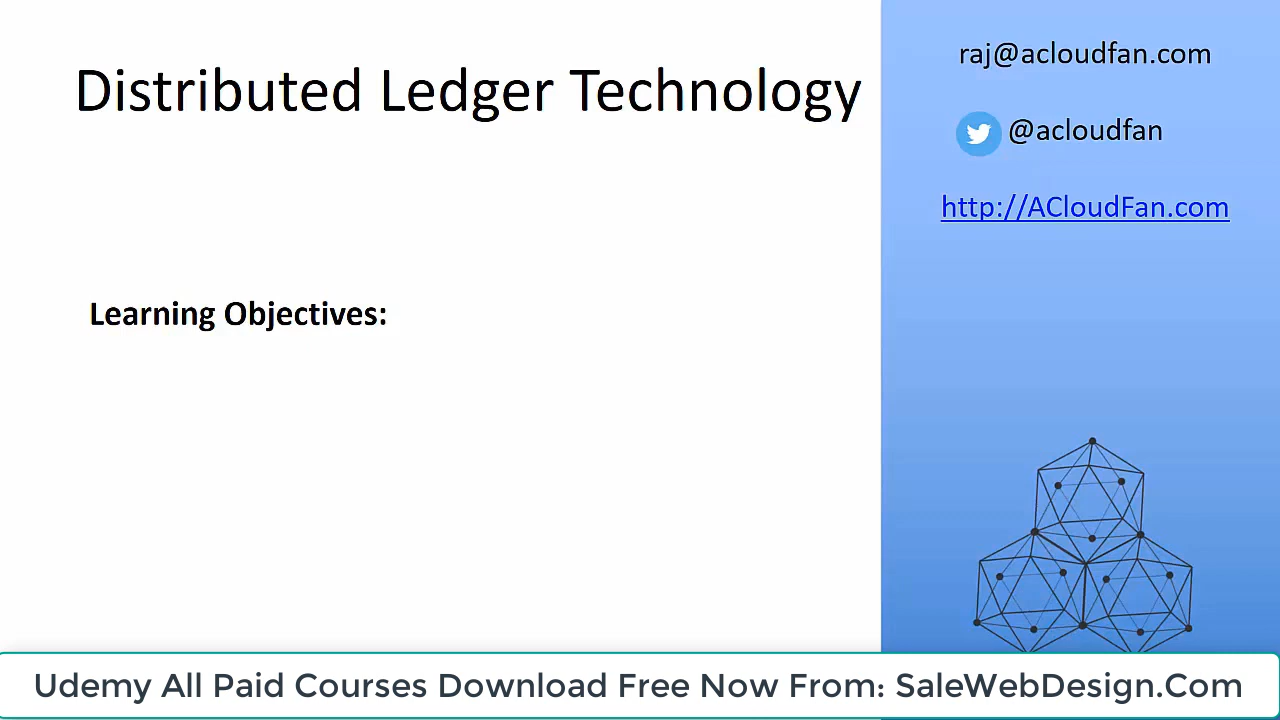 Distributed Ledger Technology
Learning Objectives:
raj@acloudfan.com
@acloudfan
http://ACloudFan.com
Udemy All Paid Courses Download Free Now From: SaleWebDesign.Com